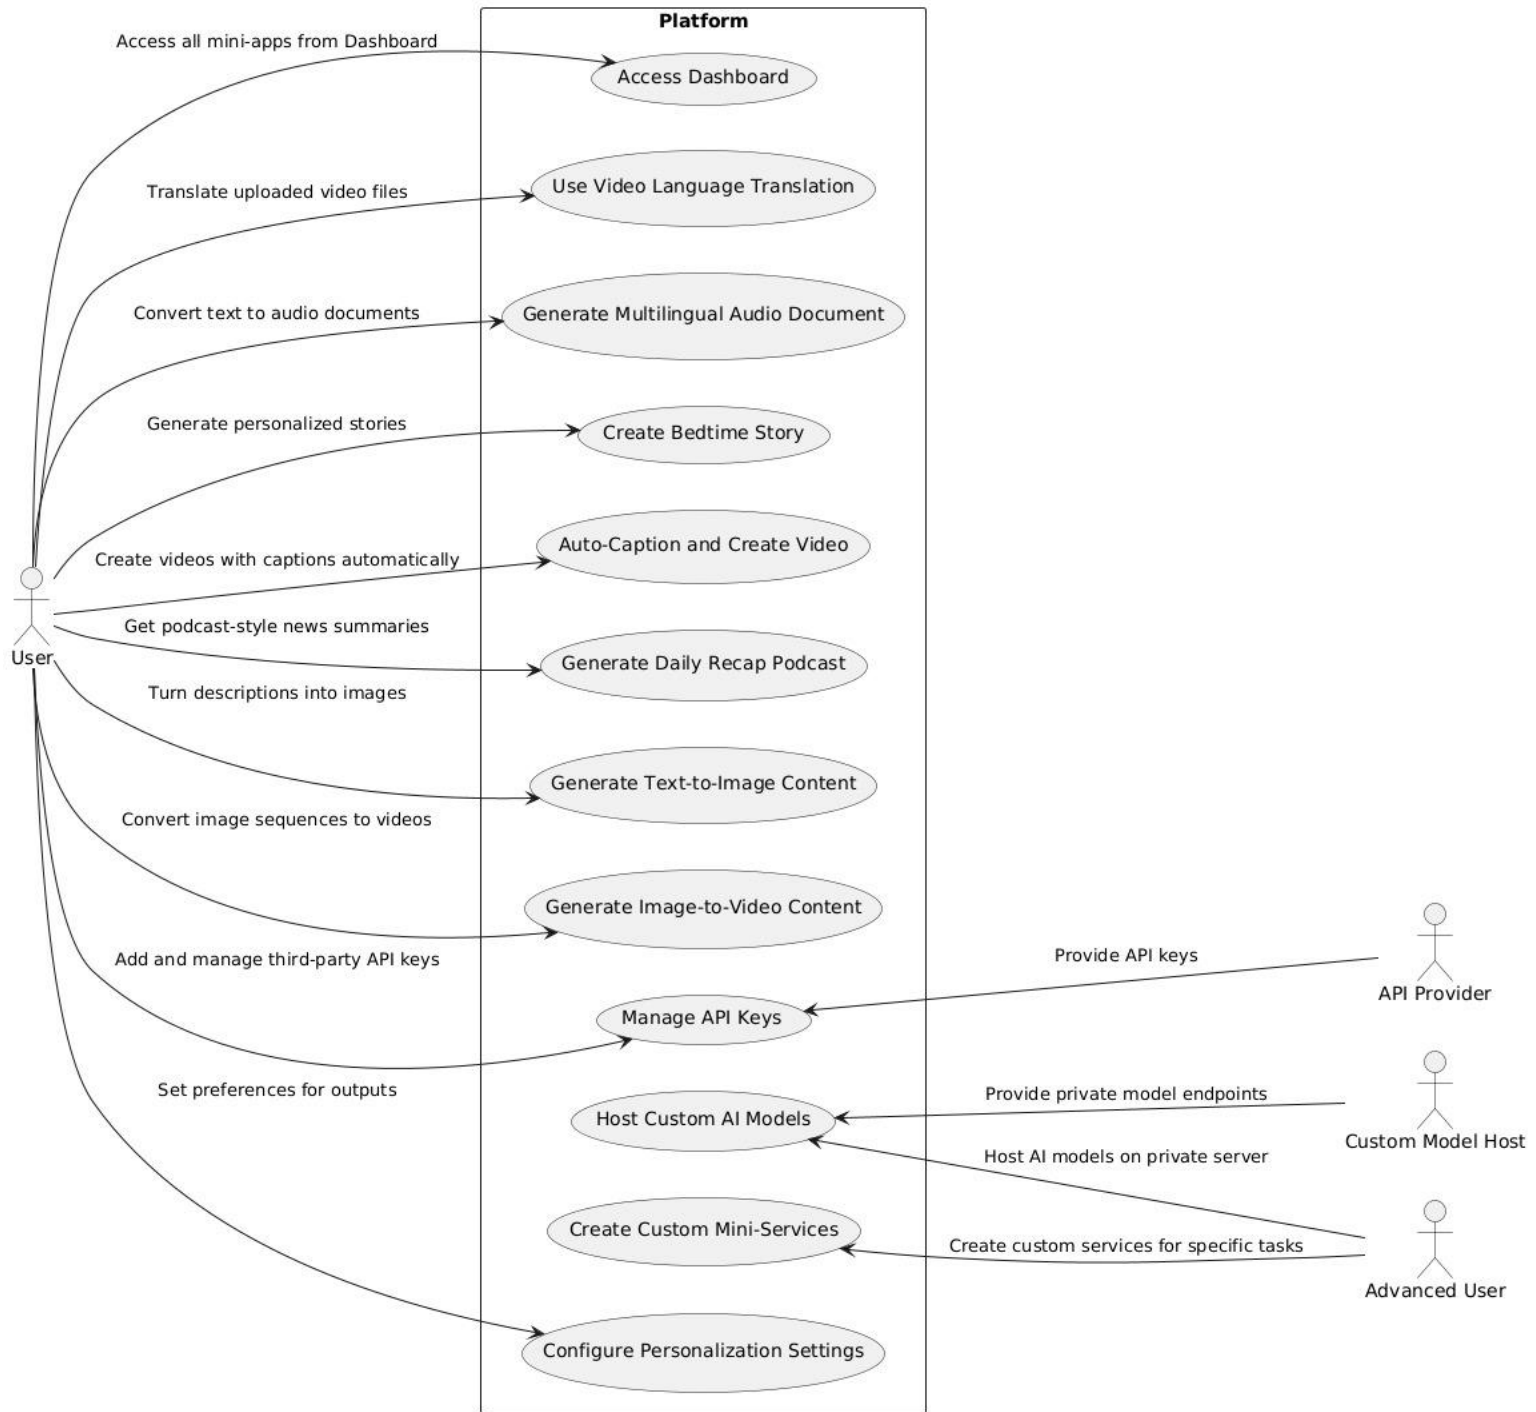 Platform
Access all mini-apps from Dashboard
Access Dashboard
Translate uploaded video files
Use Video Language Translation
Convert text to audio documents
Generate Multilingual Audio Document
Generate personalized stories
Create Bedtime Story
Create videos with captions automatically
Auto-Caption and Create Video
User
Get podcast-style news summaries
Generate Daily Recap Podcast
Turn descriptions into images
Generate Text-to-Image Content
Convert image sequences to videos
Generate Image-to-Video Content
Add and manage third-party API keys
Manage API Keys
Provide API keys
API Provider
Set preferences for outputs
Host Custom AI Models
Provide private model endpoints
Custom Model Host
Host AI models on private server
Create Custom Mini-Services
Create custom services for specific tasks
Advanced User
Configure Personalization Settings